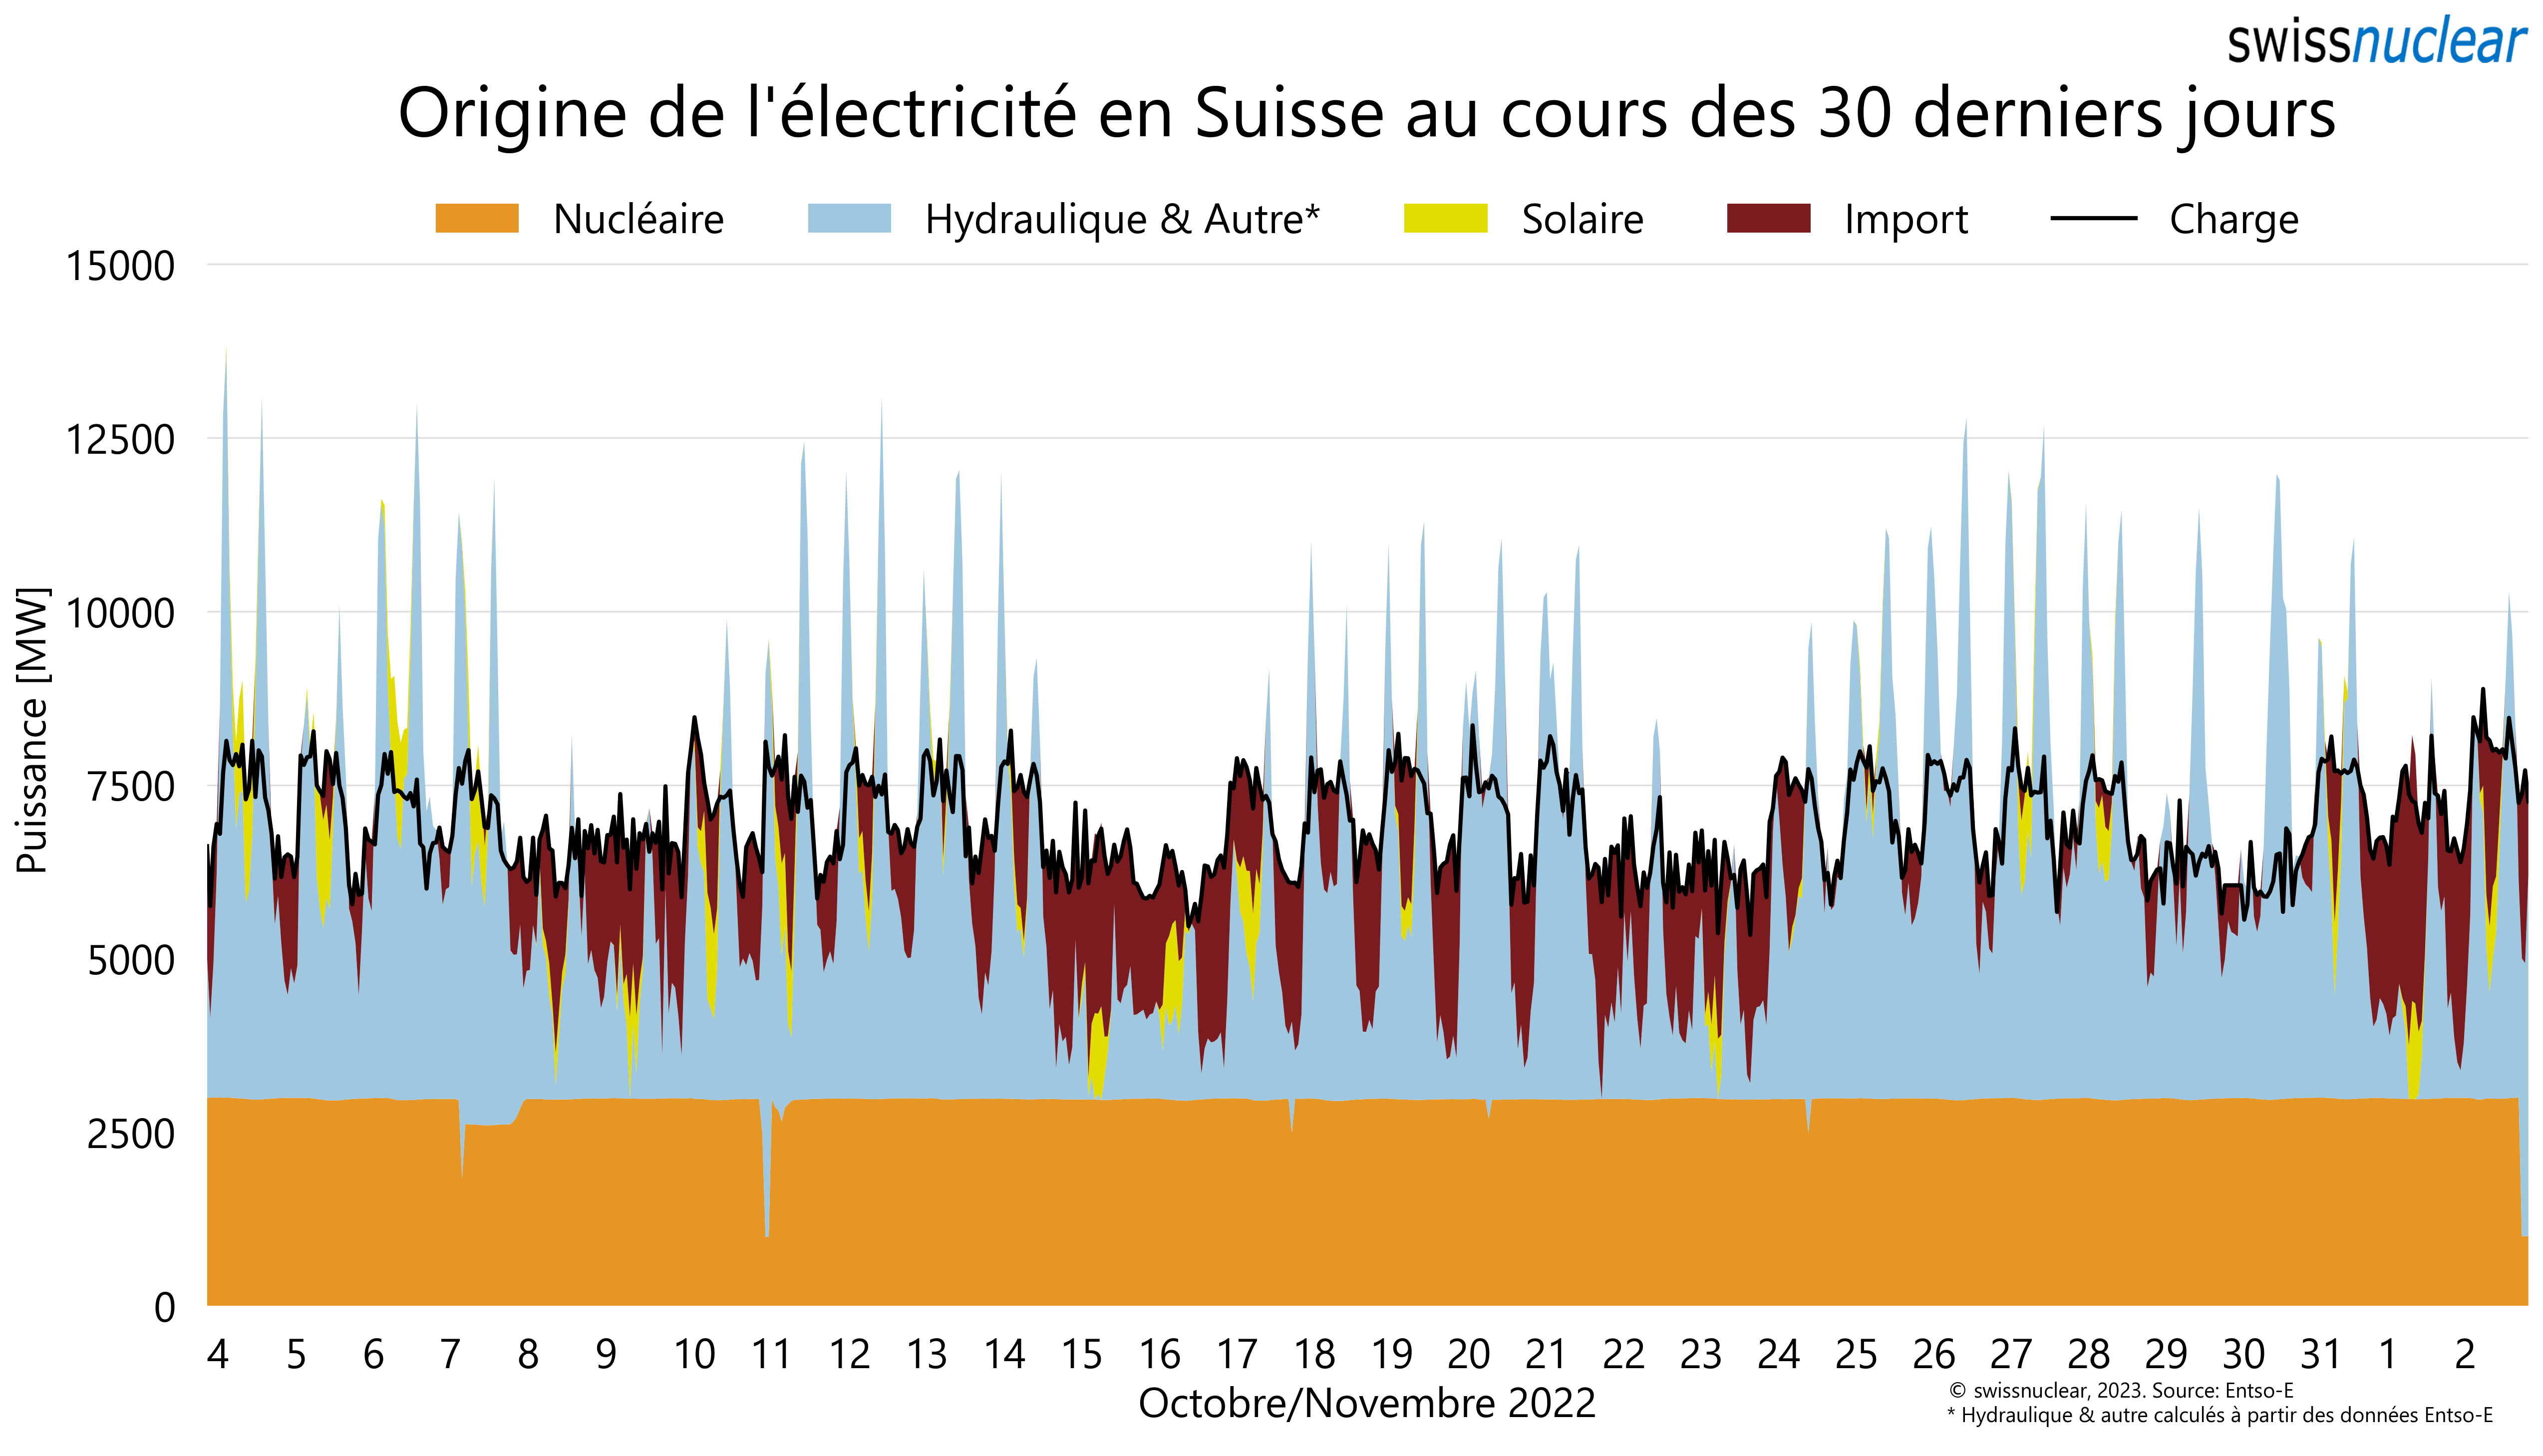 swissnuclear
Origine de l'électricité en Suisse au cours des 30 derniers jours
Nucléaire Hydraulique & Autre* Solaire Import Charge
15000
12500
10000
7500
5000
2500
0
Puissance [MW]
4 5 6 7 8 9 10 11 12 13 14 15 16 17 18 19 20 21 22 23 24 25 26 27 28 29 30 31 1 2
Octobre/Novembre 2022
© swissnuclear, 2023. Source: Entso-E
* Hydraulique & autre calculés à partir des données Entso-E